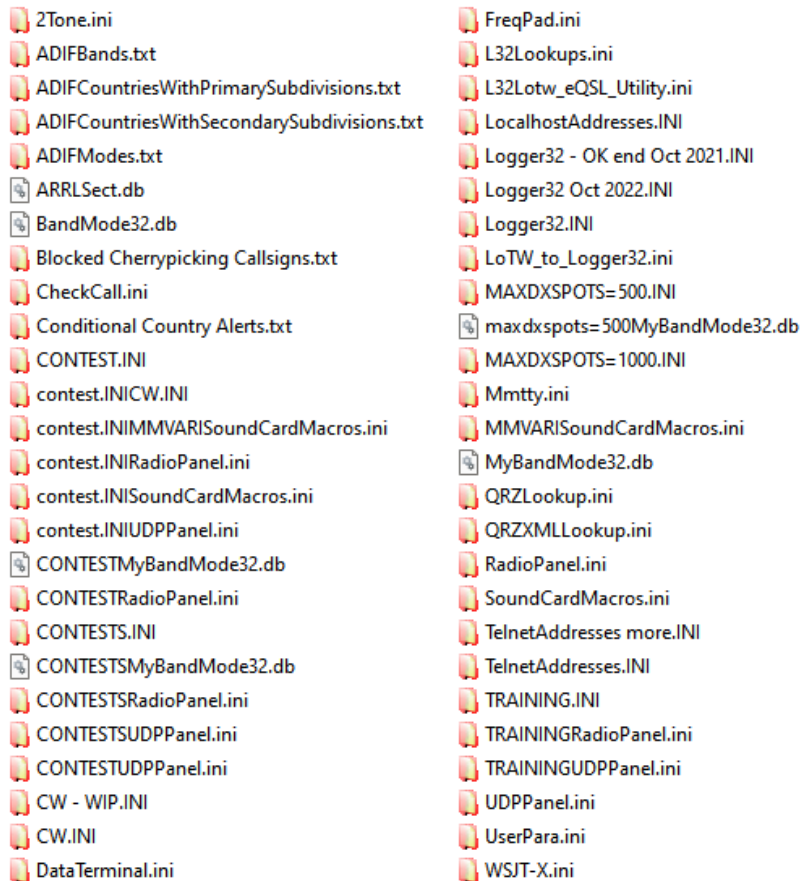 2Tone.ini
ADIFBands.txt
ADIFCountriesWithPrimarySubdivisions.txt
ADIFCountriesWithSecondarySubdivisions.txt
ADIFModes.txt
ARRLSect.db
BandMode32.db
Blocked Cherrypicking Callsigns.txt
CheckCall.ini
Conditional Country Alerts.txt
CONTEST.INI
contest.INICW.INI
contest.INIMMVARISoundCardMacros.ini
contest.INIRadioPanel.ini
contest.INISoundCardMacros.ini
contest.INIUDPPanel.ini
CONTESTMyBandMode32.db
CONTESTRadioPanel.ini
CONTESTS.INI
CONTESTSMyBandMode32.db
CONTESTSRadioPanel.ini
CONTESTSUDPPanel.ini
CONTESTUDPPanel.ini
CW - WIP.INI
CW.INI
DataTerminal.ini
FreqPad.ini
L32Lookups.ini
L32Lotw_eQSL_Utility.ini
LocalhostAddresses.INI
Logger32 - OK end Oct 2021.INI
Logger32 Oct 2022.INI
Logger32.INI
LoTW_to_Logger32.ini
MAXDXSPOTS=500.INI
maxdxspots=500MyBandMode32.db
MAXDXSPOTS=1000.INI
Mmtty.ini
MMVARISoundCardMacros.ini
MyBandMode32.db
QRZLookup.ini
QRZXMLLookup.ini
RadioPanel.ini
SoundCardMacros.ini
TelnetAddresses more.INI
TelnetAddresses.INI
TRAINING.INI
TRAININGRadioPanel.ini
TRAININGUDPPanel.ini
UDPPanel.ini
UserPara.ini
WSJT-X.ini